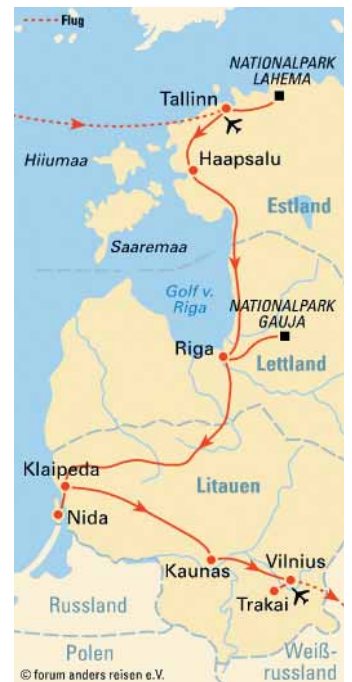 Flug
NATIONALPARK
LAHEMA
Tallinn
Haapsalu
Hiiumaa
Estland
Saaremaa
Golf v.
Riga
NATIONALPARK
GAUJA
Riga
Lettland
Klaipeda
Litauen
Nida
Kaunas
Vilnius
Trakai
Russland
Polen
Weiß-
russland
© forum anders reisen e.V.